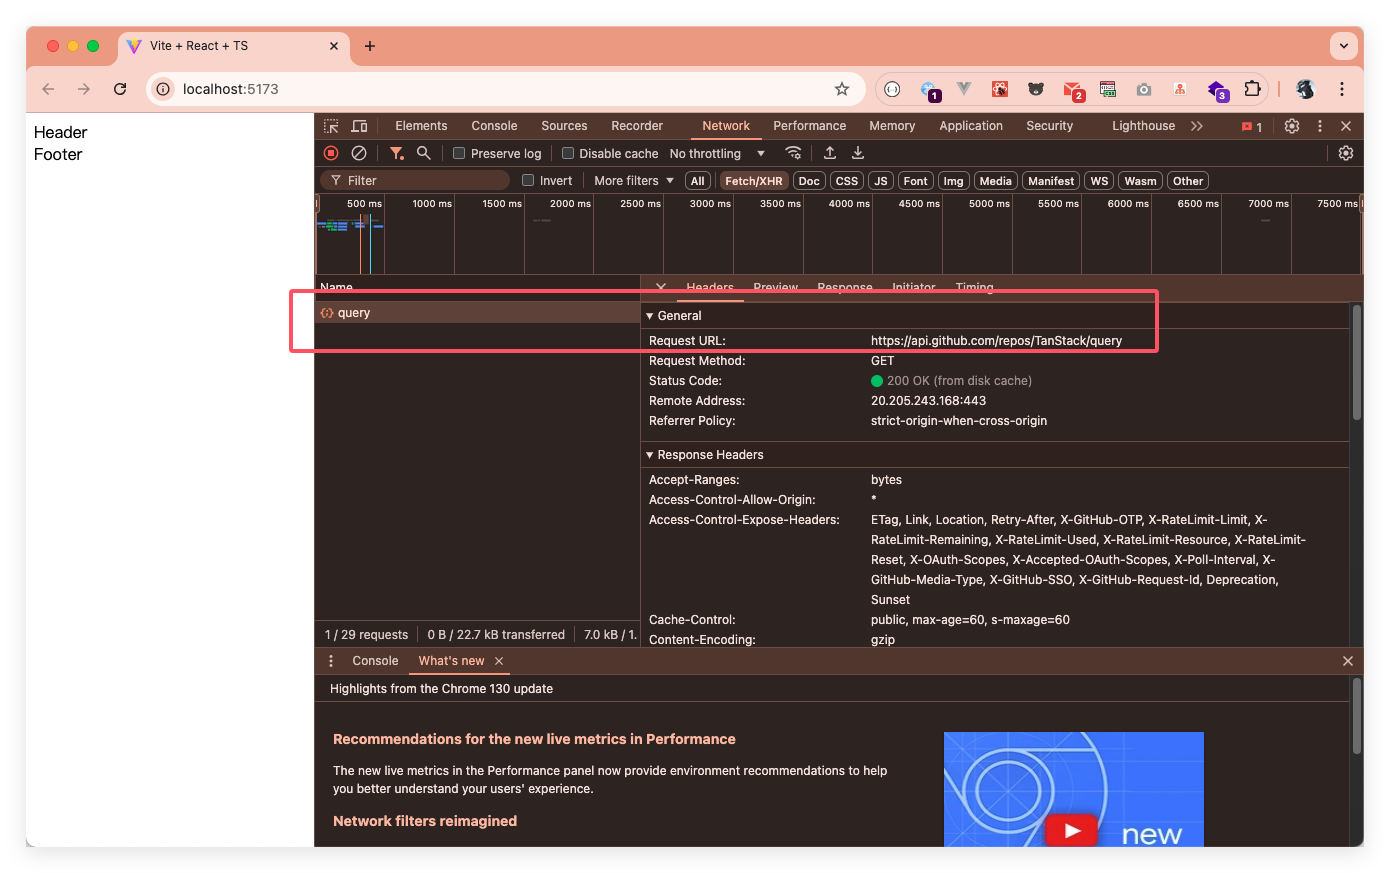 Vite + React + TS
localhost:5173
1
2
3
Header
Footer
Elements Console Sources Recorder Network Performance Memory Application Security Lighthouse 1
Preserve log Disable cache No throttling
Filter Invert More filters All Fetch/XHR Doc CSS JS Font Img Media Manifest WS Wasm Other
500 ms 1000 ms 1500 ms 2000 ms 2500 ms 3000 ms 3500 ms 4000 ms 4500 ms 5000 ms 5500 ms 6000 ms 6500 ms 7000 ms 7500 ms
Name
Headers Preview Response Initiator Timing
query
General
Request URL: https://api.github.com/repos/TanStack/query
Request Method: GET
Status Code: 200 OK (from disk cache)
Remote Address: 20.205.243.168:443
Referrer Policy: strict-origin-when-cross-origin
Response Headers
Accept-Ranges: bytes
Access-Control-Allow-Origin: *
Access-Control-Expose-Headers: ETag, Link, Location, Retry-After, X-GitHub-OTP, X-RateLimit-Limit, X-
RateLimit-Remaining, X-RateLimit-Used, X-RateLimit-Resource, X-RateLimit-
Reset, X-OAuth-Scopes, X-Accepted-OAuth-Scopes, X-Poll-Interval, X-
GitHub-Media-Type, X-GitHub-SSO, X-GitHub-Request-Id, Deprecation,
Sunset
Cache-Control: public, max-age=60, s-maxage=60
Content-Encoding: gzip
1 / 29 requests 0 B / 22.7 kB transferred 7.0 kB / 1.
Console What's new
Highlights from the Chrome 130 update
Recommendations for the new live metrics in Performance
The new live metrics in the Performance panel now provide environment recommendations to help
you better understand your users' experience.
Network filters reimagined
new